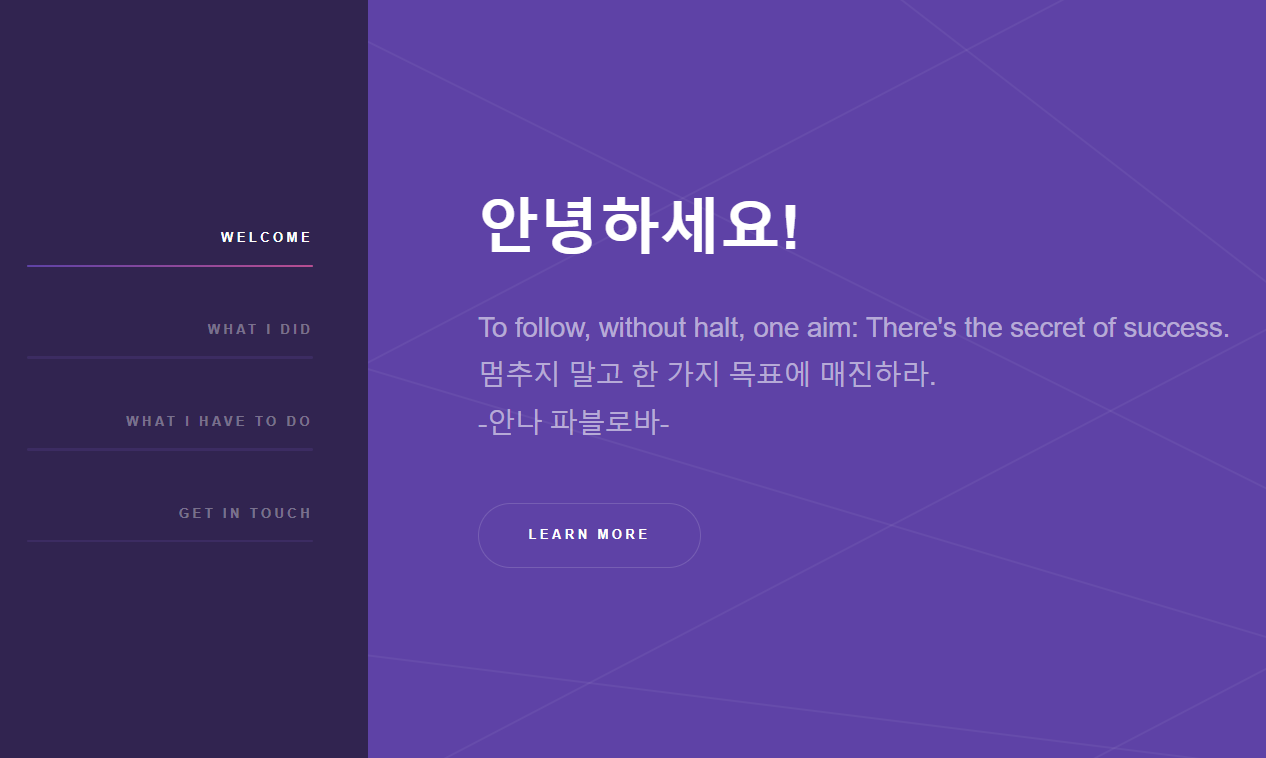 WELCOME
WHAT I DID
WHAT I HAVE TO DO
GET IN TOUCH
안녕하세요!
To follow, without halt, one aim: There's the secret of success.
멈추지 말고 한 가지 목표에 매진하라.
-안나 파블로바-
LEARN MORE